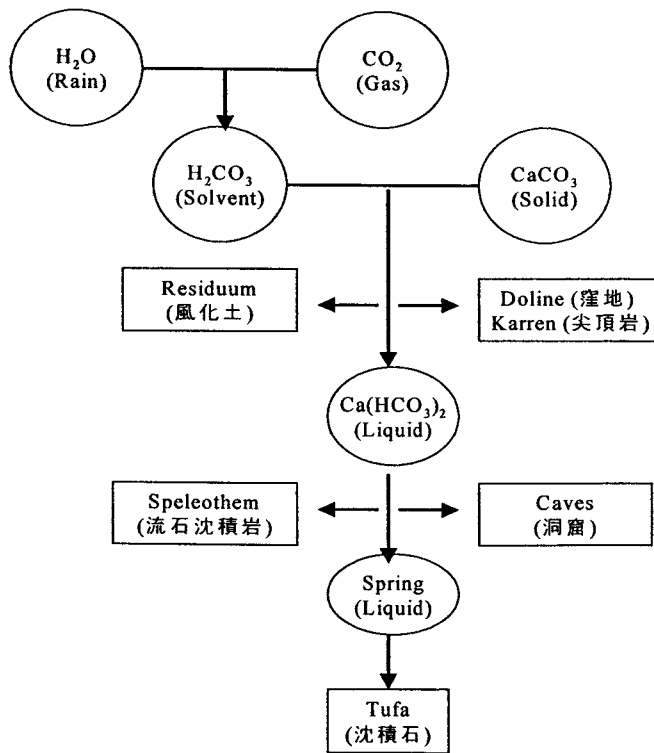 H₂O
(Rain)
CO₂
(Gas)
H₂CO₃
(Solvent)
CaCO₃
(Solid)
Residuum
(風化土)
Doline (窪地)
Karren (尖頂岩)
Ca(HCO₃)₂
(Liquid)
Speleothem
(流石沈積岩)
Caves
(洞窟)
Spring
(Liquid)
Tufa
(沈積石)